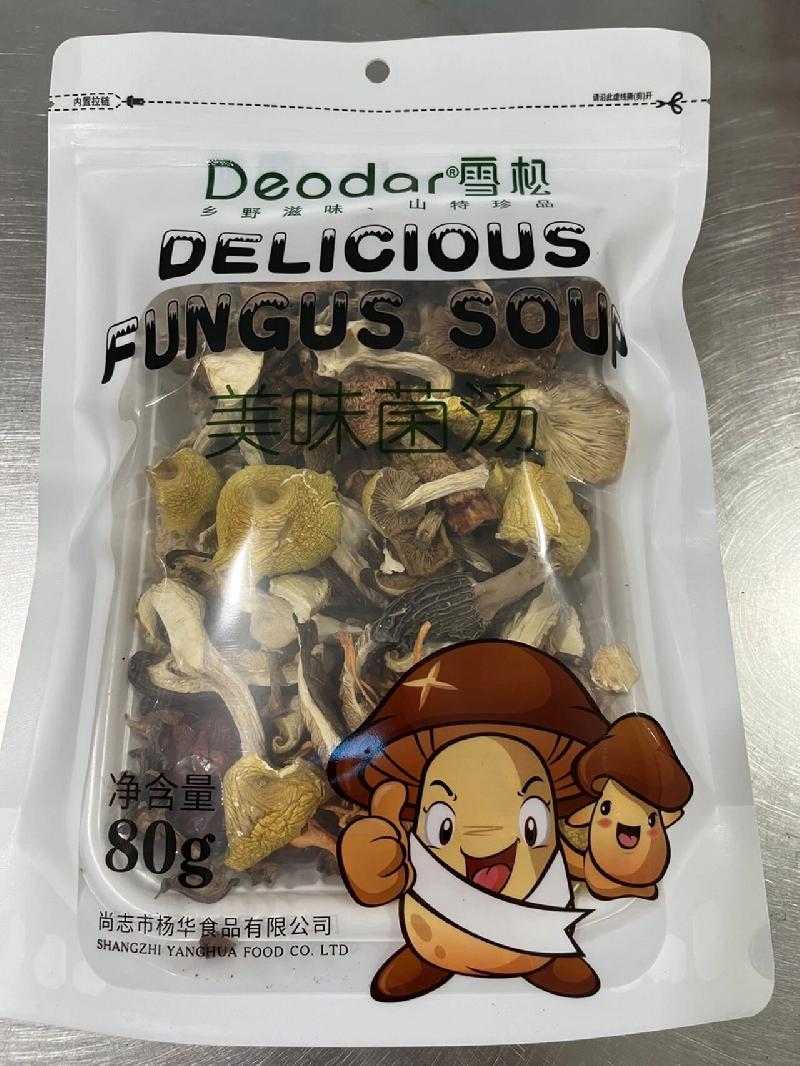 内置拉链
请沿此虚线撕(剪)开
Deodar®雪松
乡野滋味、山特珍品
DELICIOUS
FUNGUS SOUP
美味菌汤
净含量
80g
尚志市杨华食品有限公司
SHANGZHI YANGHUA FOOD CO. LTD